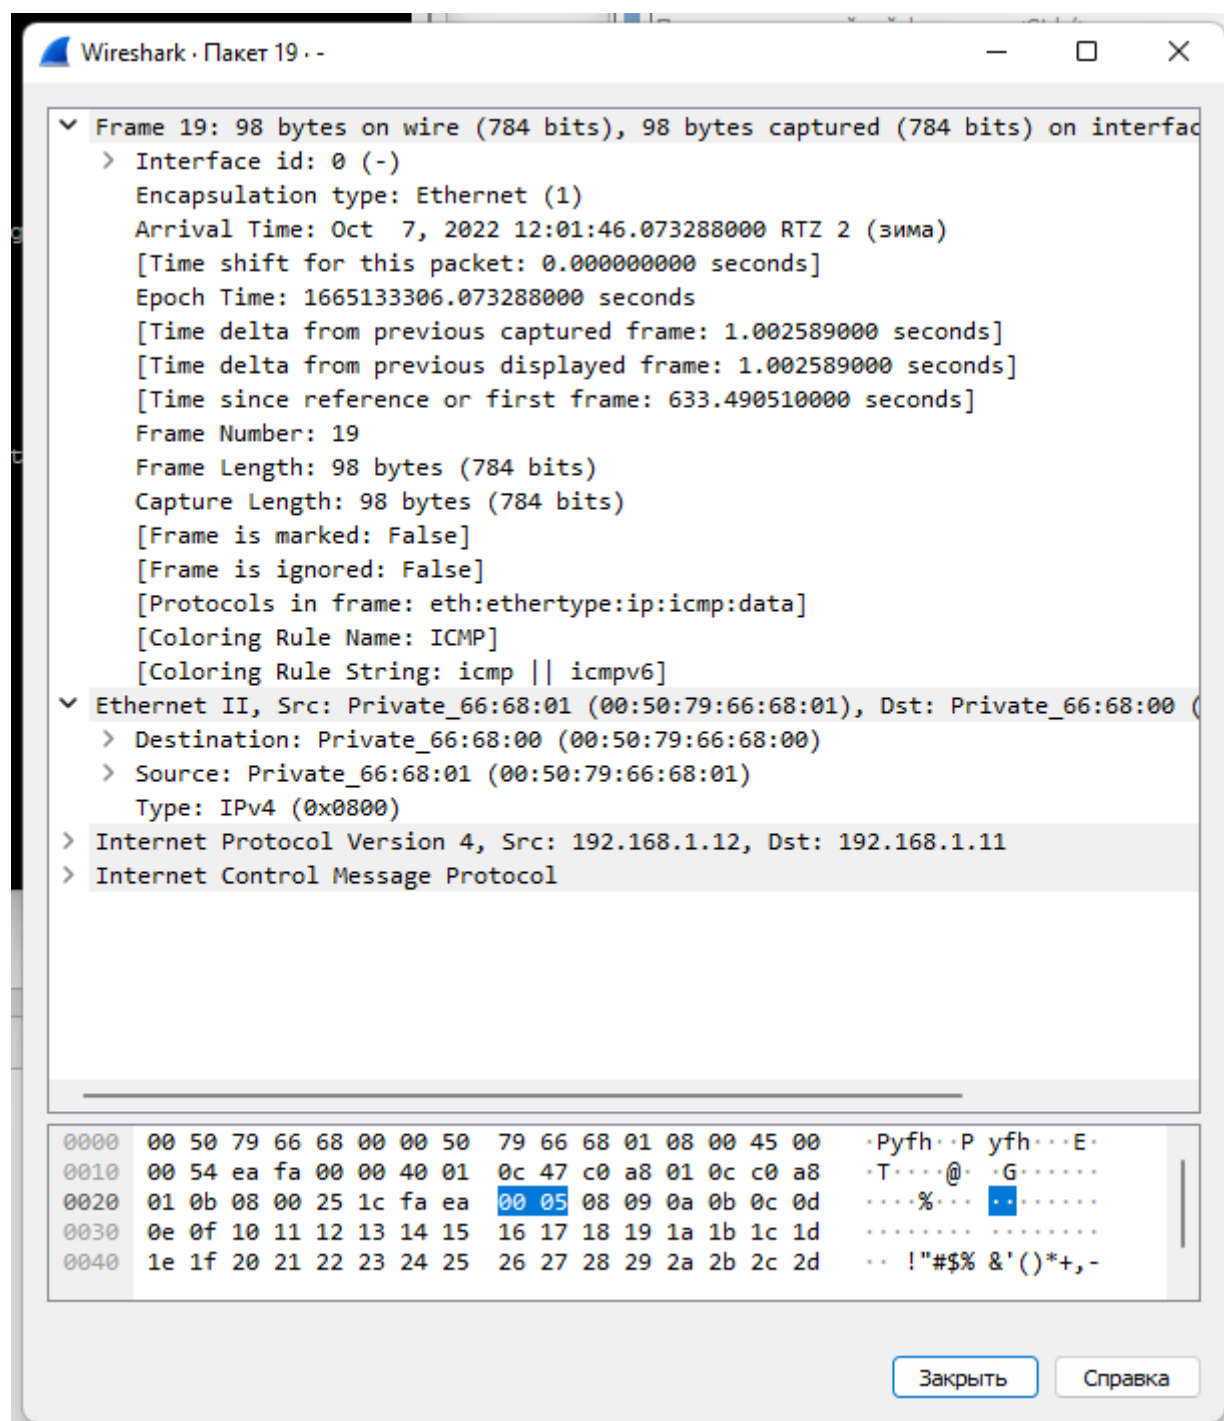 Wireshark · Пакет 19 · -
Frame 19: 98 bytes on wire (784 bits), 98 bytes captured (784 bits) on interfac
Interface id: 0 (-)
Encapsulation type: Ethernet (1)
Arrival Time: Oct  7, 2022 12:01:46.073288000 RTZ 2 (зима)
[Time shift for this packet: 0.000000000 seconds]
Epoch Time: 1665133306.073288000 seconds
[Time delta from previous captured frame: 1.002589000 seconds]
[Time delta from previous displayed frame: 1.002589000 seconds]
[Time since reference or first frame: 633.490510000 seconds]
Frame Number: 19
Frame Length: 98 bytes (784 bits)
Capture Length: 98 bytes (784 bits)
[Frame is marked: False]
[Frame is ignored: False]
[Protocols in frame: eth:ethertype:ip:icmp:data]
[Coloring Rule Name: ICMP]
[Coloring Rule String: icmp || icmpv6]
Ethernet II, Src: Private_66:68:01 (00:50:79:66:68:01), Dst: Private_66:68:00 (
Destination: Private_66:68:00 (00:50:79:66:68:00)
Source: Private_66:68:01 (00:50:79:66:68:01)
Type: IPv4 (0x0800)
Internet Protocol Version 4, Src: 192.168.1.12, Dst: 192.168.1.11
Internet Control Message Protocol
0000 00 50 79 66 68 00 00 50 79 66 68 01 08 00 45 00 ·Pyfh··P yfh···E·
0010 00 54 ea fa 00 00 40 01 0c 47 c0 a8 01 0c c0 a8 ·T····@· ·G······
0020 01 0b 08 00 25 1c fa ea 00 05 08 09 0a 0b 0c 0d ····%··· ········
0030 0e 0f 10 11 12 13 14 15 16 17 18 19 1a 1b 1c 1d ········ ········
0040 1e 1f 20 21 22 23 24 25 26 27 28 29 2a 2b 2c 2d ·· !"#$% &'()*+,-
Закрыть Справка